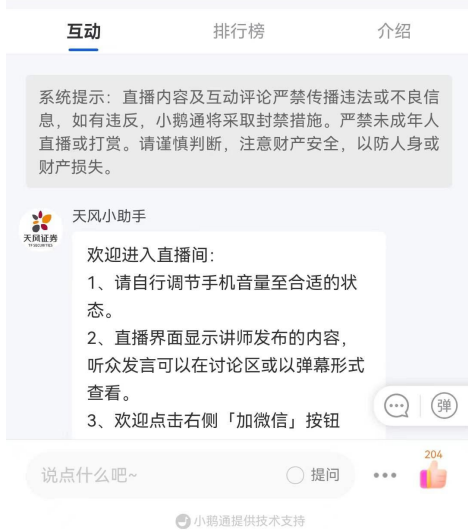 互动 排行榜 介绍
系统提示：直播内容及互动评论严禁传播违法或不良信
息，如有违反，小鹅通将采取封禁措施。严禁未成年人
直播或打赏。请谨慎判断，注意财产安全，以防人身或
财产损失。
天风小助手
天风证券
TF SECURITIES
欢迎进入直播间：
1、请自行调节手机音量至合适的状
态。
2、直播界面显示讲师发布的内容，
听众发言可以在讨论区或以弹幕形式
查看。
3、欢迎点击右侧「加微信」按钮
弹
204
说点什么吧~ 提问
小鹅通提供技术支持